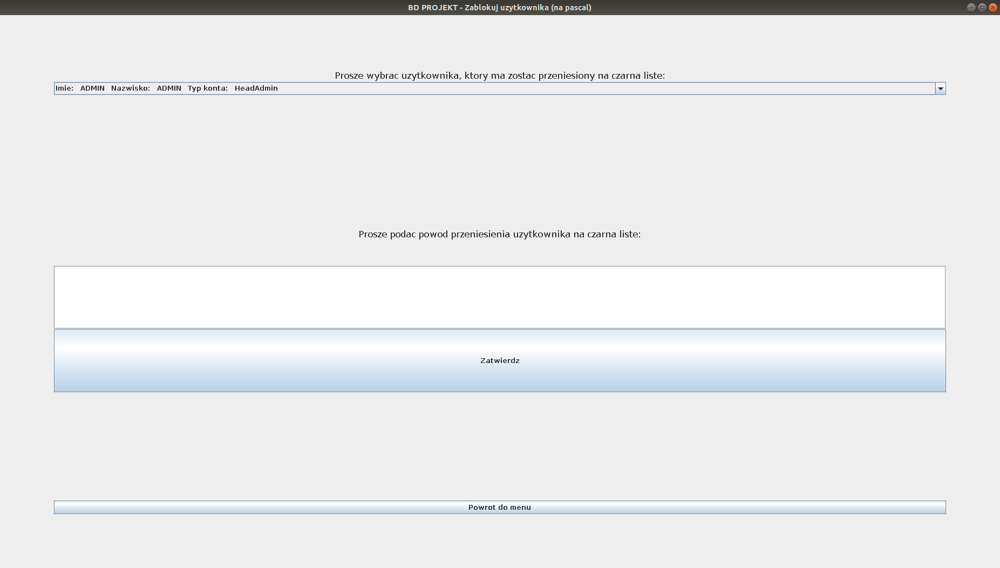 BD PROJEKT - Zablokuj uzytkownika (na pascal)
Prosze wybrac uzytkownika, ktory ma zostac przeniesiony na czarna liste:
Imie: ADMIN Nazwisko: ADMIN Typ konta: HeadAdmin
Prosze podac powod przeniesienia uzytkownika na czarna liste:
Zatwierdz
Powrot do menu